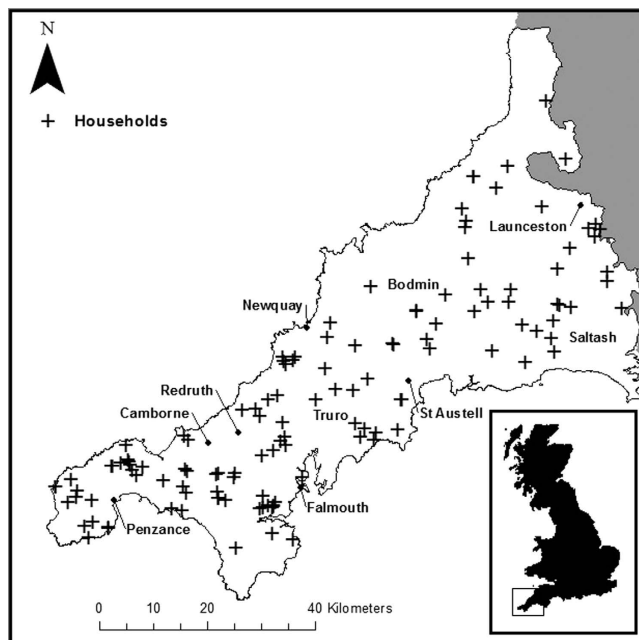 N
Households
Launceston
Bodmin
Newquay
Saltash
Redruth
Camborne
Truro
St Austell
Falmouth
Penzance
0 10 20 40 Kilometers